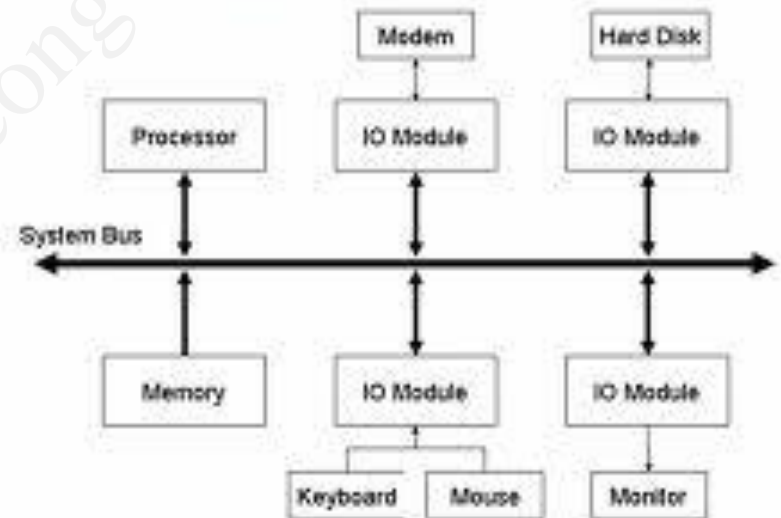 Modem
Hard Disk
Processor
IO Module
IO Module
System Bus
Memory
IO Module
IO Module
Keyboard
Mouse
Monitor